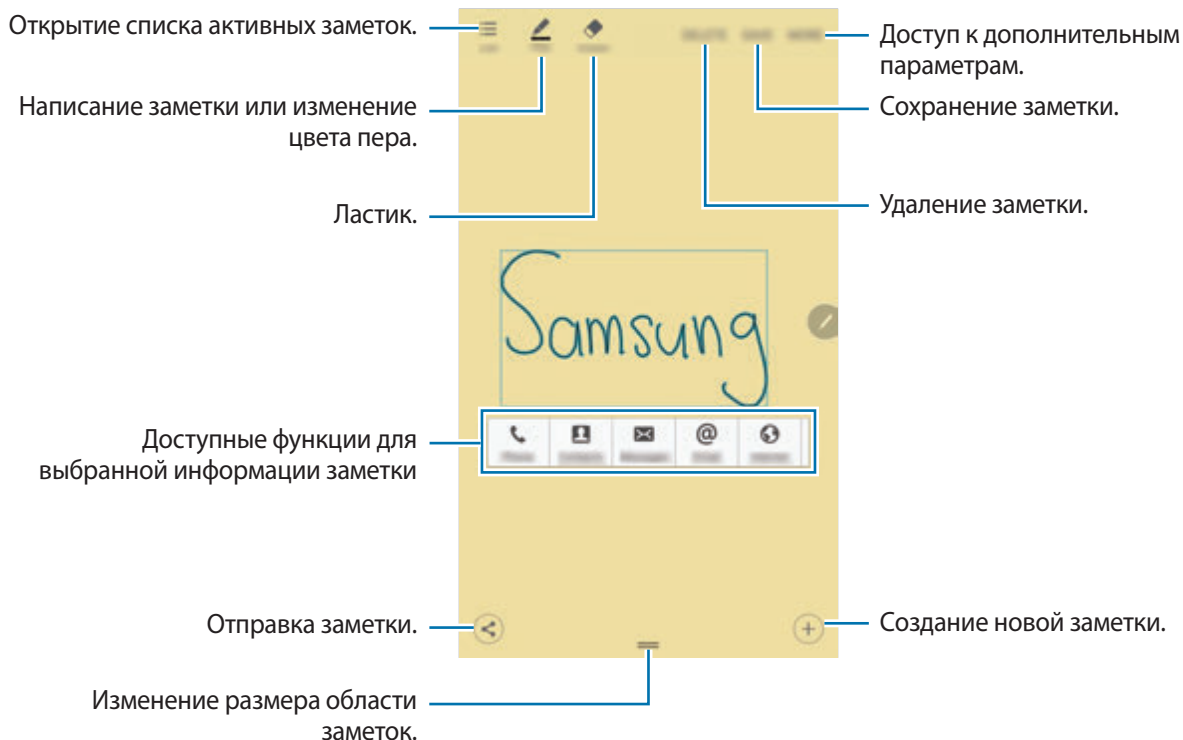 Открытие списка активных заметок.
Доступ к дополнительным
параметрам.
Написание заметки или изменение
цвета пера.
Сохранение заметки.
Ластик.
Удаление заметки.
Samsung
Доступные функции для
выбранной информации заметки
Отправка заметки.
Создание новой заметки.
Изменение размера области
заметок.